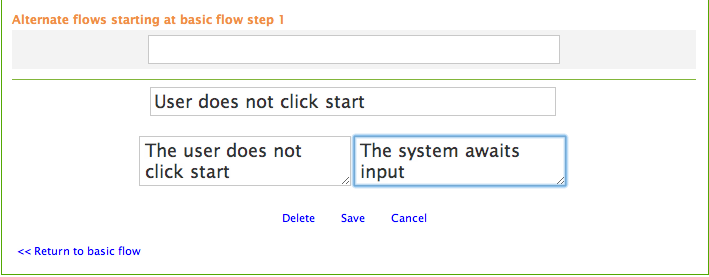 Alternate flows starting at basic flow step 1
User does not click start
The user does not
click start
The system awaits
input
Delete Save Cancel
<< Return to basic flow